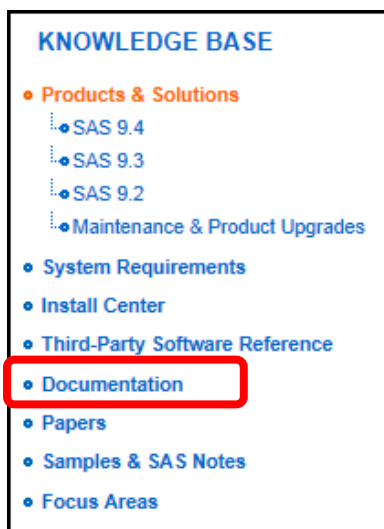 KNOWLEDGE BASE
Products & Solutions
SAS 9.4
SAS 9.3
SAS 9.2
Maintenance & Product Upgrades
System Requirements
Install Center
Third-Party Software Reference
Documentation
Papers
Samples & SAS Notes
Focus Areas